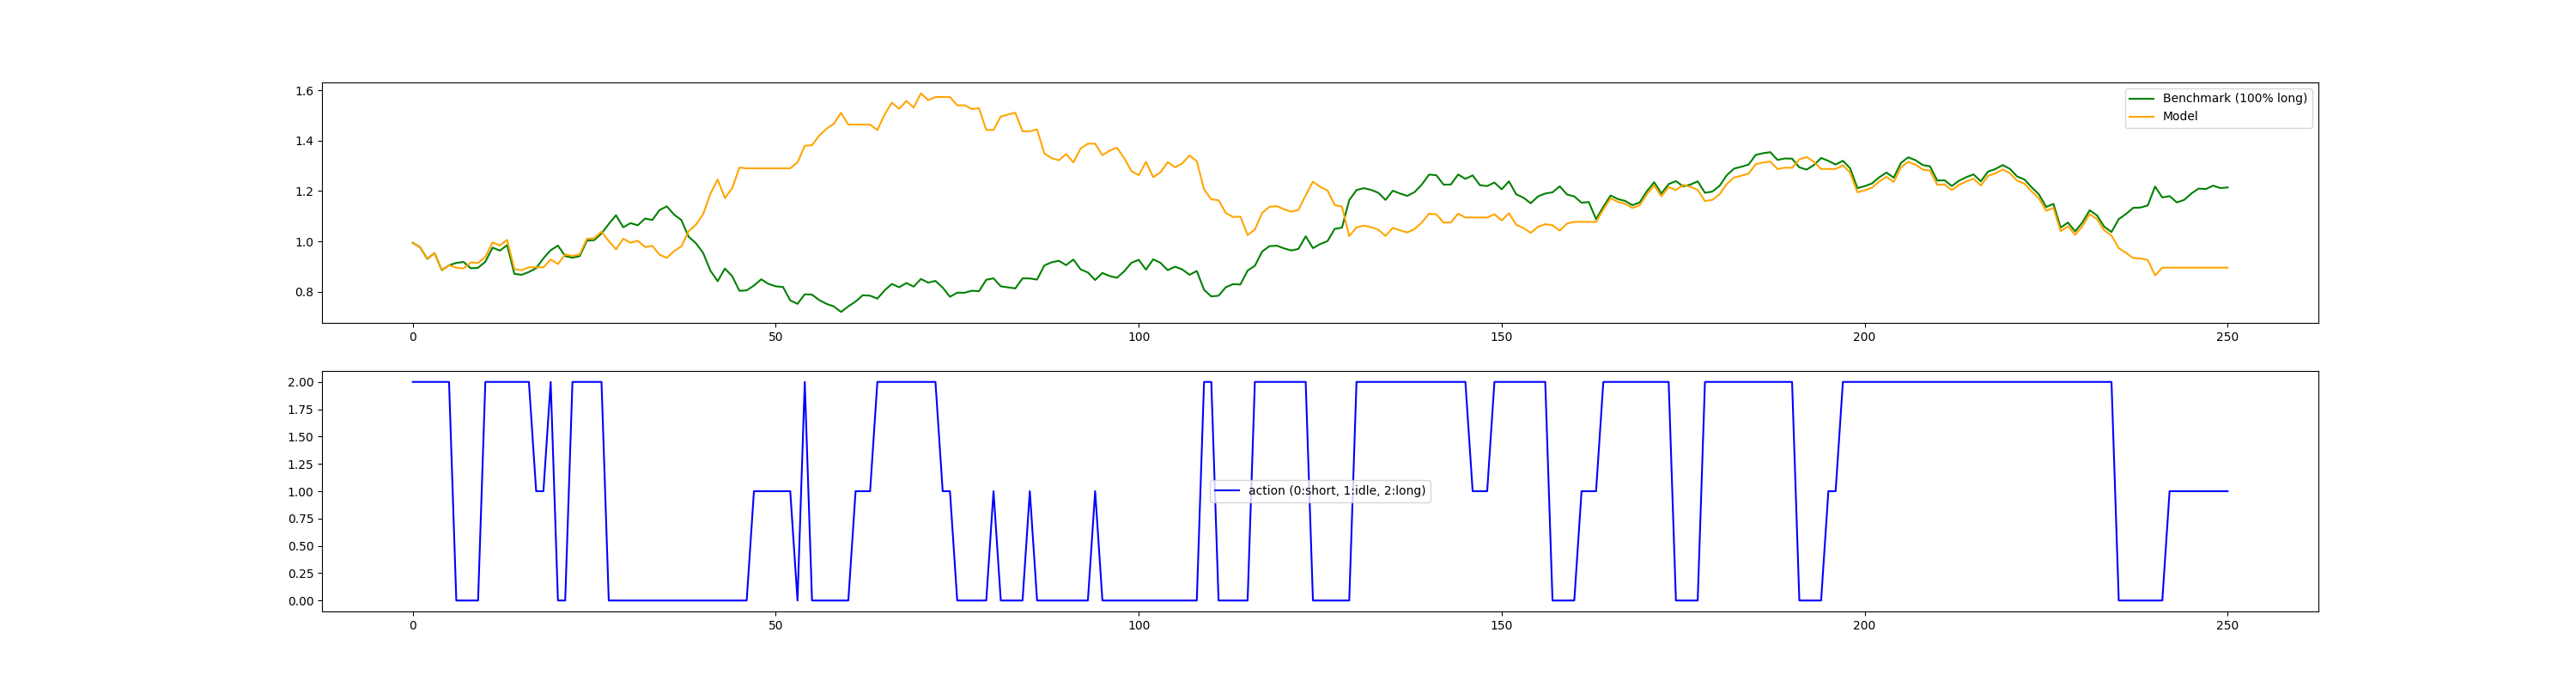 1.6
1.4
1.2
1.0
0.8
Benchmark (100% long)
Model
0 50 100 150 200 250
2.00
1.75
1.50
1.25
1.00
0.75
0.50
0.25
0.00
action (0:short, 1:idle, 2:long)
0 50 100 150 200 250